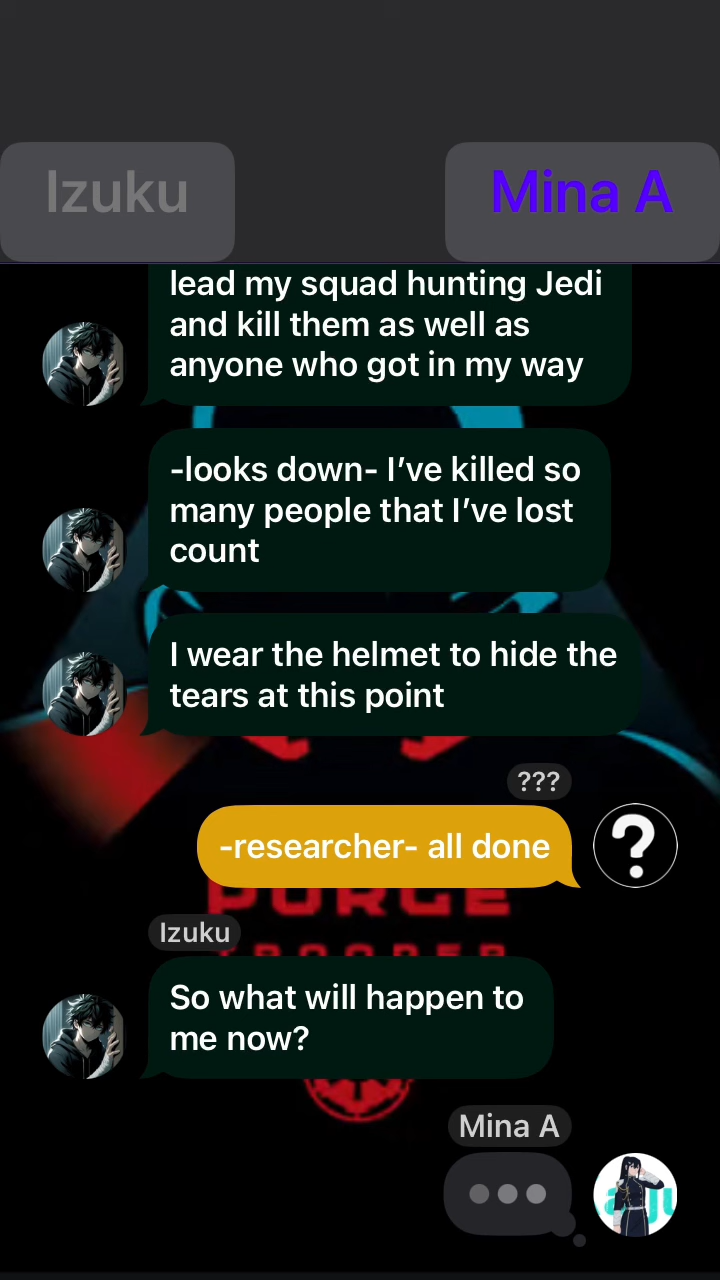 Izuku
Mina A
lead my squad hunting Jedi
and kill them as well as
anyone who got in my way
-looks down- I’ve killed so
many people that I’ve lost
count
I wear the helmet to hide the
tears at this point
???
-researcher- all done
?
PURGE
Izuku
TROOPER
So what will happen to
me now?
Mina A